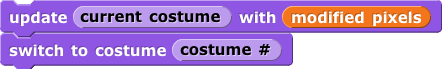 update current costume with modified pixels
switch to costume costume #